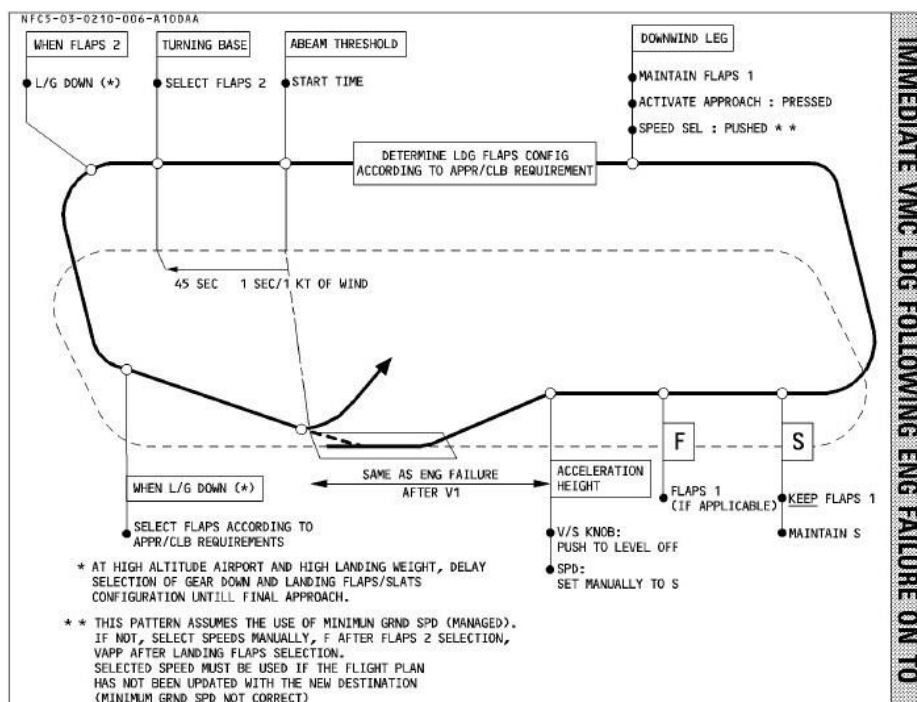 NFC5-03-0210-006-A100AA
WHEN FLAPS 2
L/G DOWN (*)
TURNING BASE
SELECT FLAPS 2
ABEAM THRESHOLD
START TIME
DOWNWIND LEG
MAINTAIN FLAPS 1
ACTIVATE APPROACH : PRESSED
SPEED SEL : PUSHED * *
DETERMINE LDG FLAPS CONFIG
ACCORDING TO APPR/CLB REQUIREMENT
45 SEC 1 SEC/1 KT OF WIND
WHEN L/G DOWN (*)
SELECT FLAPS ACCORDING TO
APPR/CLB REQUIREMENTS
SAME AS ENG FAILURE
AFTER V1
ACCELERATION
HEIGHT
V/S KNOB:
PUSH TO LEVEL OFF
SPD:
SET MANUALLY TO S
F
FLAPS 1
(IF APPLICABLE)
S
KEEP FLAPS 1
MAINTAIN S
* AT HIGH ALTITUDE AIRPORT AND HIGH LANDING WEIGHT, DELAY
SELECTION OF GEAR DOWN AND LANDING FLAPS/SLATS
CONFIGURATION UNTILL FINAL APPROACH.
* * THIS PATTERN ASSUMES THE USE OF MINIMUN GRND SPD (MANAGED).
IF NOT, SELECT SPEEDS MANUALLY, F AFTER FLAPS 2 SELECTION,
VAPP AFTER LANDING FLAPS SELECTION.
SELECTED SPEED MUST BE USED IF THE FLIGHT PLAN
HAS NOT BEEN UPDATED WITH THE NEW DESTINATION
(MINIMUM GRND SPD NOT CORRECT)
IMMEDIATE VMC LDG FOLLOWING ENG FAILURE ON TO